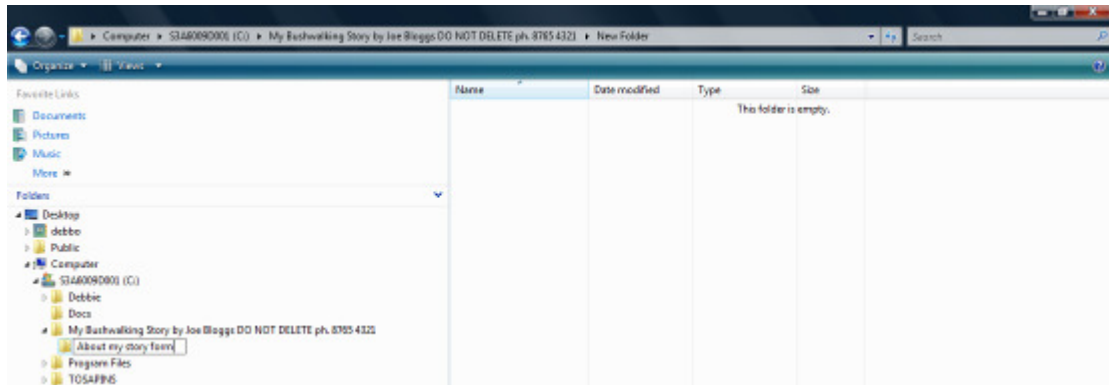 Computer ▸ S3A6009D001 (C:) ▸ My Bushwalking Story by Joe Bloggs DO NOT DELETE ph. 8765 4321 ▸ New Folder
Search
Organize Views
Favorite Links
Documents
Pictures
Music
More »
Folders
Name Date modified Type Size
This folder is empty.
Desktop
debbo
Public
Computer
S3A6009D001 (C:)
Debbie
Docs
My Bushwalking Story by Joe Bloggs DO NOT DELETE ph. 8765 4321
About my story form
Program Files
TOSAPINS